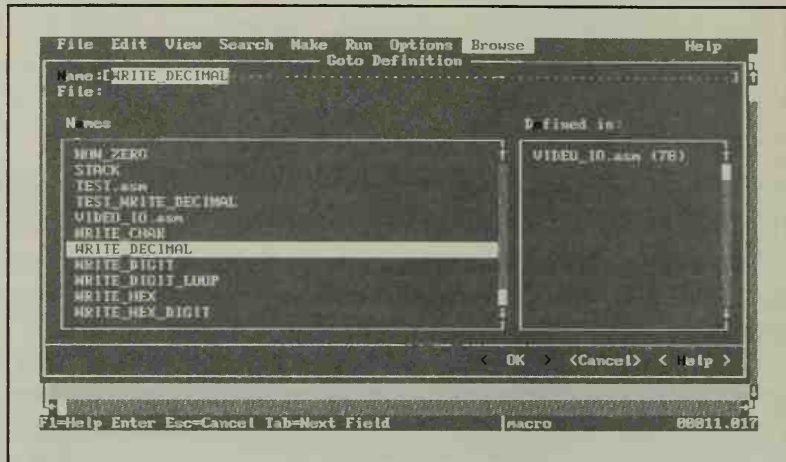 File Edit View Search Make Run Options Browse Help
Goto Definition
Name:[WRITE_DECIMAL]
File:
Names Defined in:
NON_ZERO VIDEO_IO.asm (78)
STACK
TEST.asm
TEST_WRITE_DECIMAL
VIDEO_IO.asm
WRITE_CHAR
WRITE_DECIMAL
WRITE_DIGIT
WRITE_DIGIT_LOOP
WRITE_HEX
WRITE_HEX_DIGIT
< OK > <Cancel> < Help >
F1=Help Enter Esc=Cancel Tab=Next Field macro 00011.017